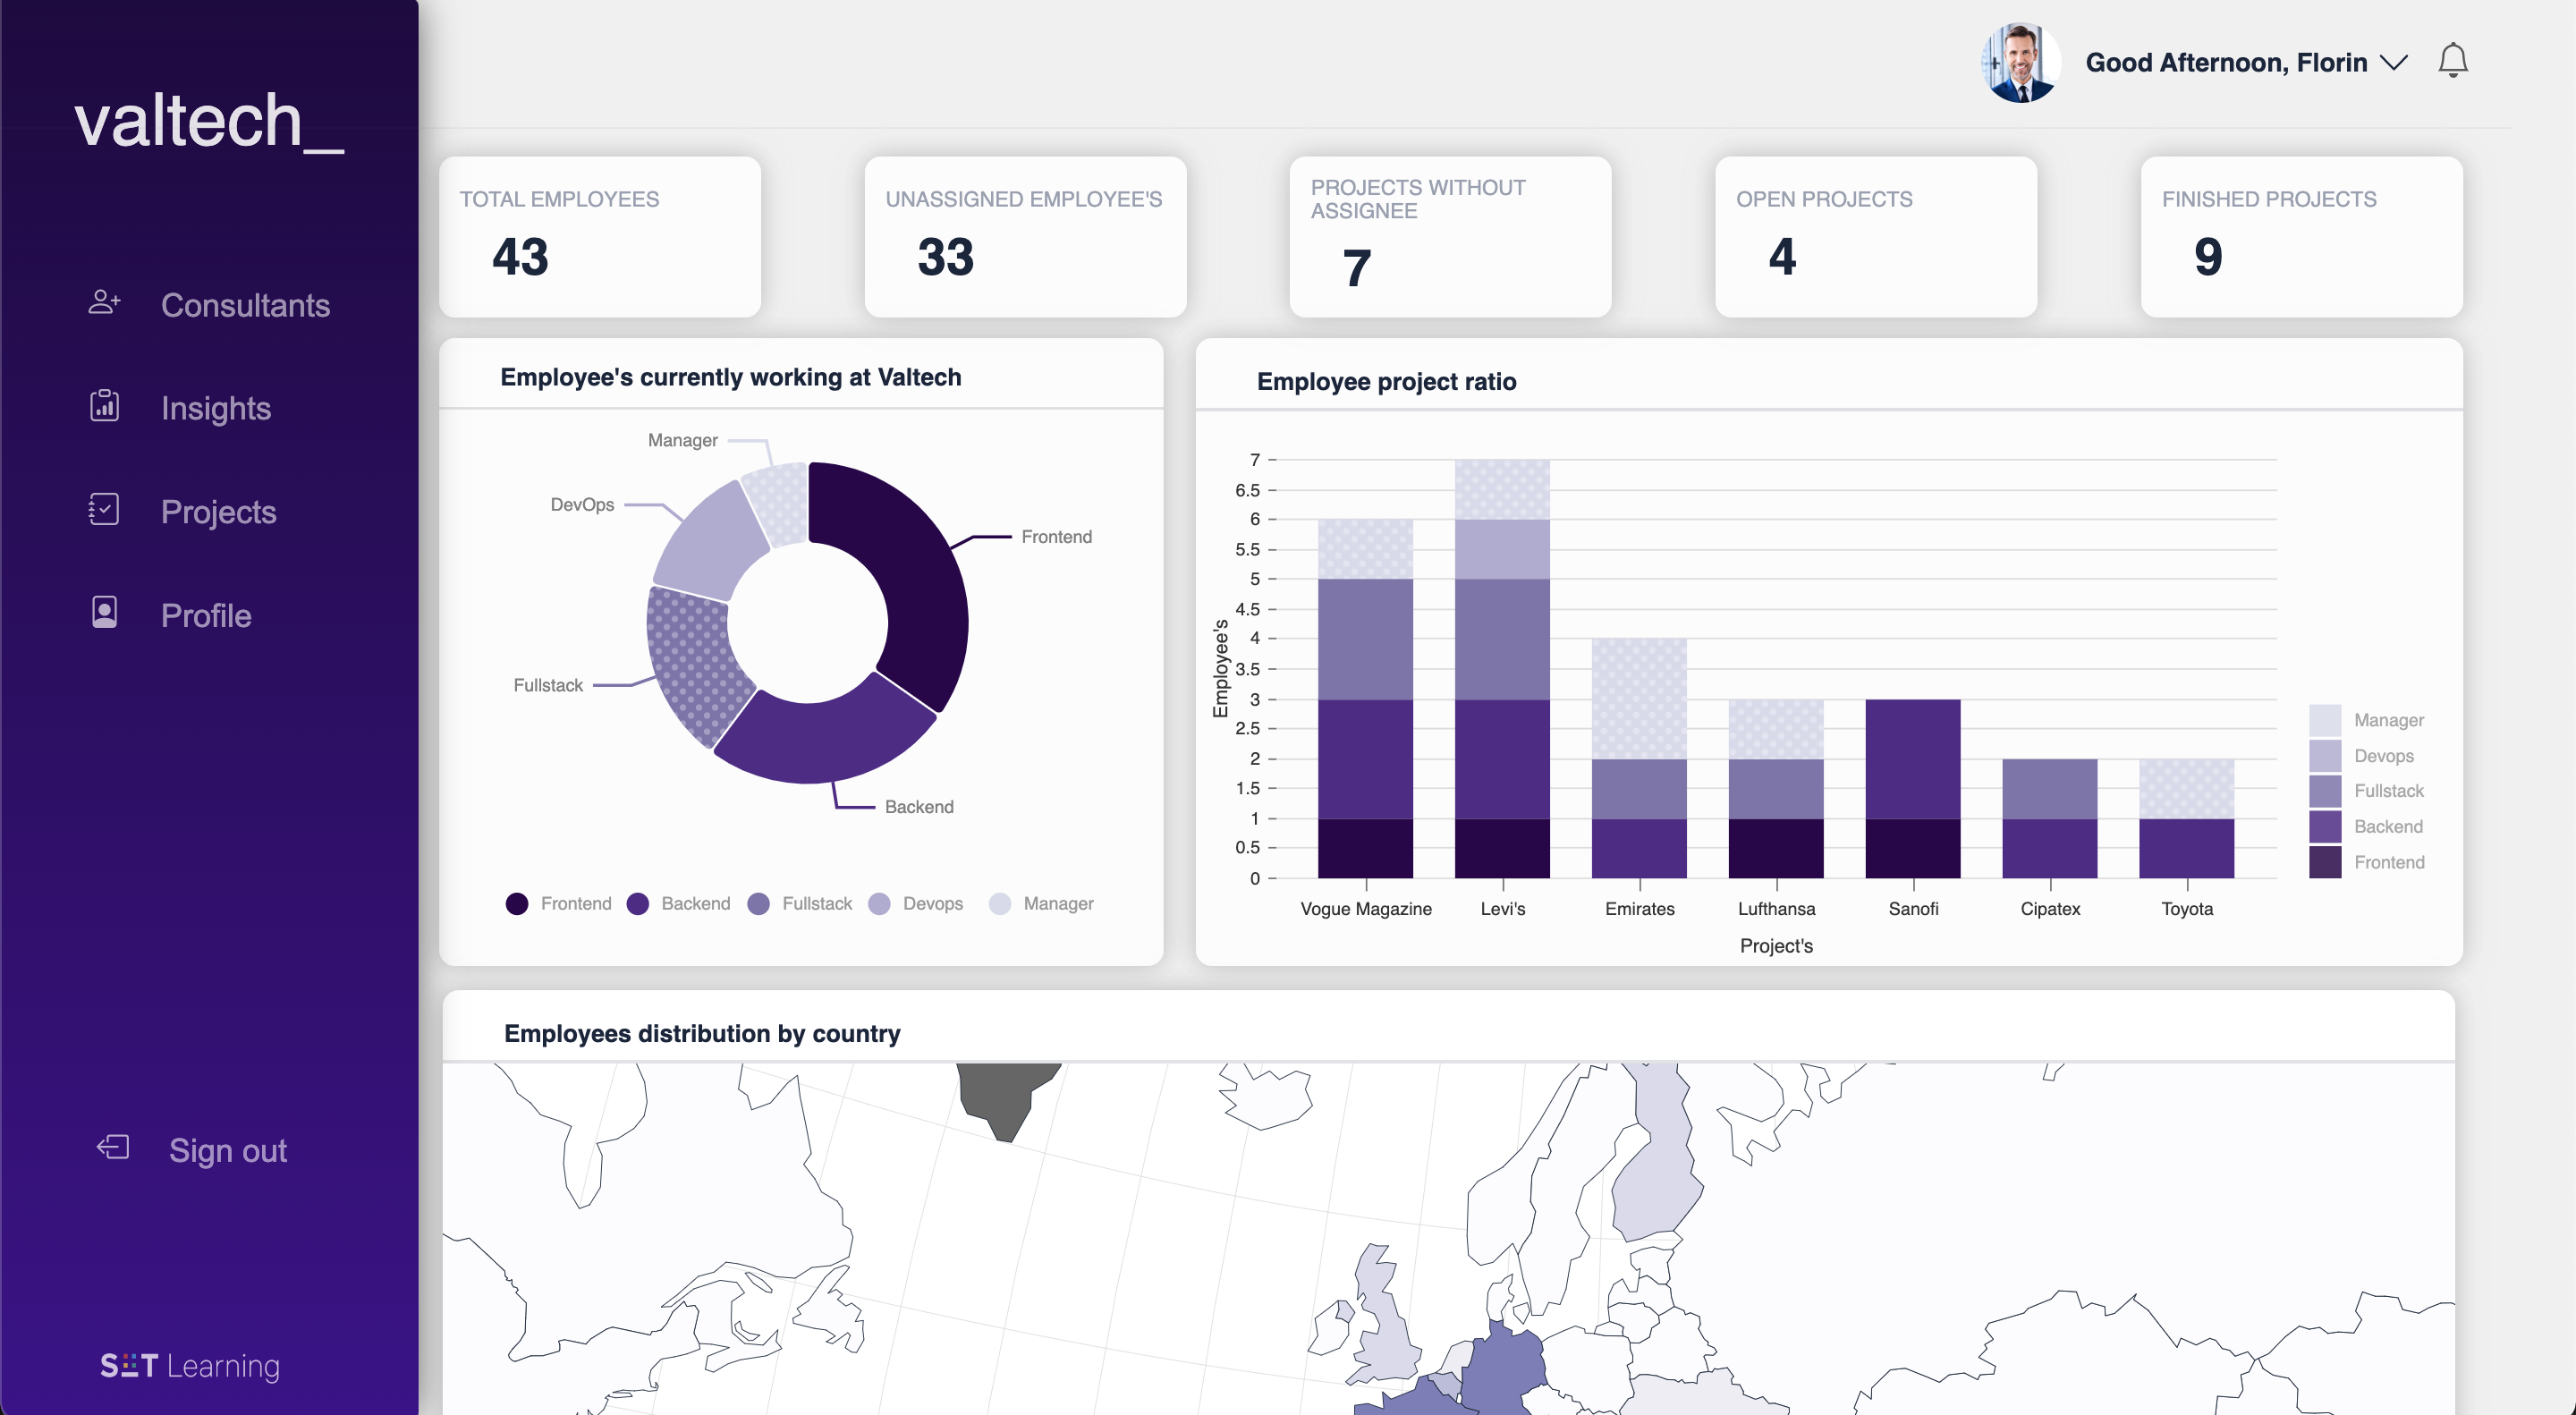 valtech_
Consultants
Insights
Projects
Profile
Sign out
SET Learning
Good Afternoon, Florin
TOTAL EMPLOYEES
43
UNASSIGNED EMPLOYEE'S
33
PROJECTS WITHOUT
ASSIGNEE
7
OPEN PROJECTS
4
FINISHED PROJECTS
9
Employee's currently working at Valtech
Manager
DevOps
Frontend
Fullstack
Backend
Frontend Backend Fullstack Devops Manager
Employee project ratio
Employee's
7
6.5
6
5.5
5
4.5
4
3.5
3
2.5
2
1.5
1
0.5
0
Vogue Magazine Levi's Emirates Lufthansa Sanofi Cipatex Toyota
Project's
Manager
Devops
Fullstack
Backend
Frontend
Employees distribution by country